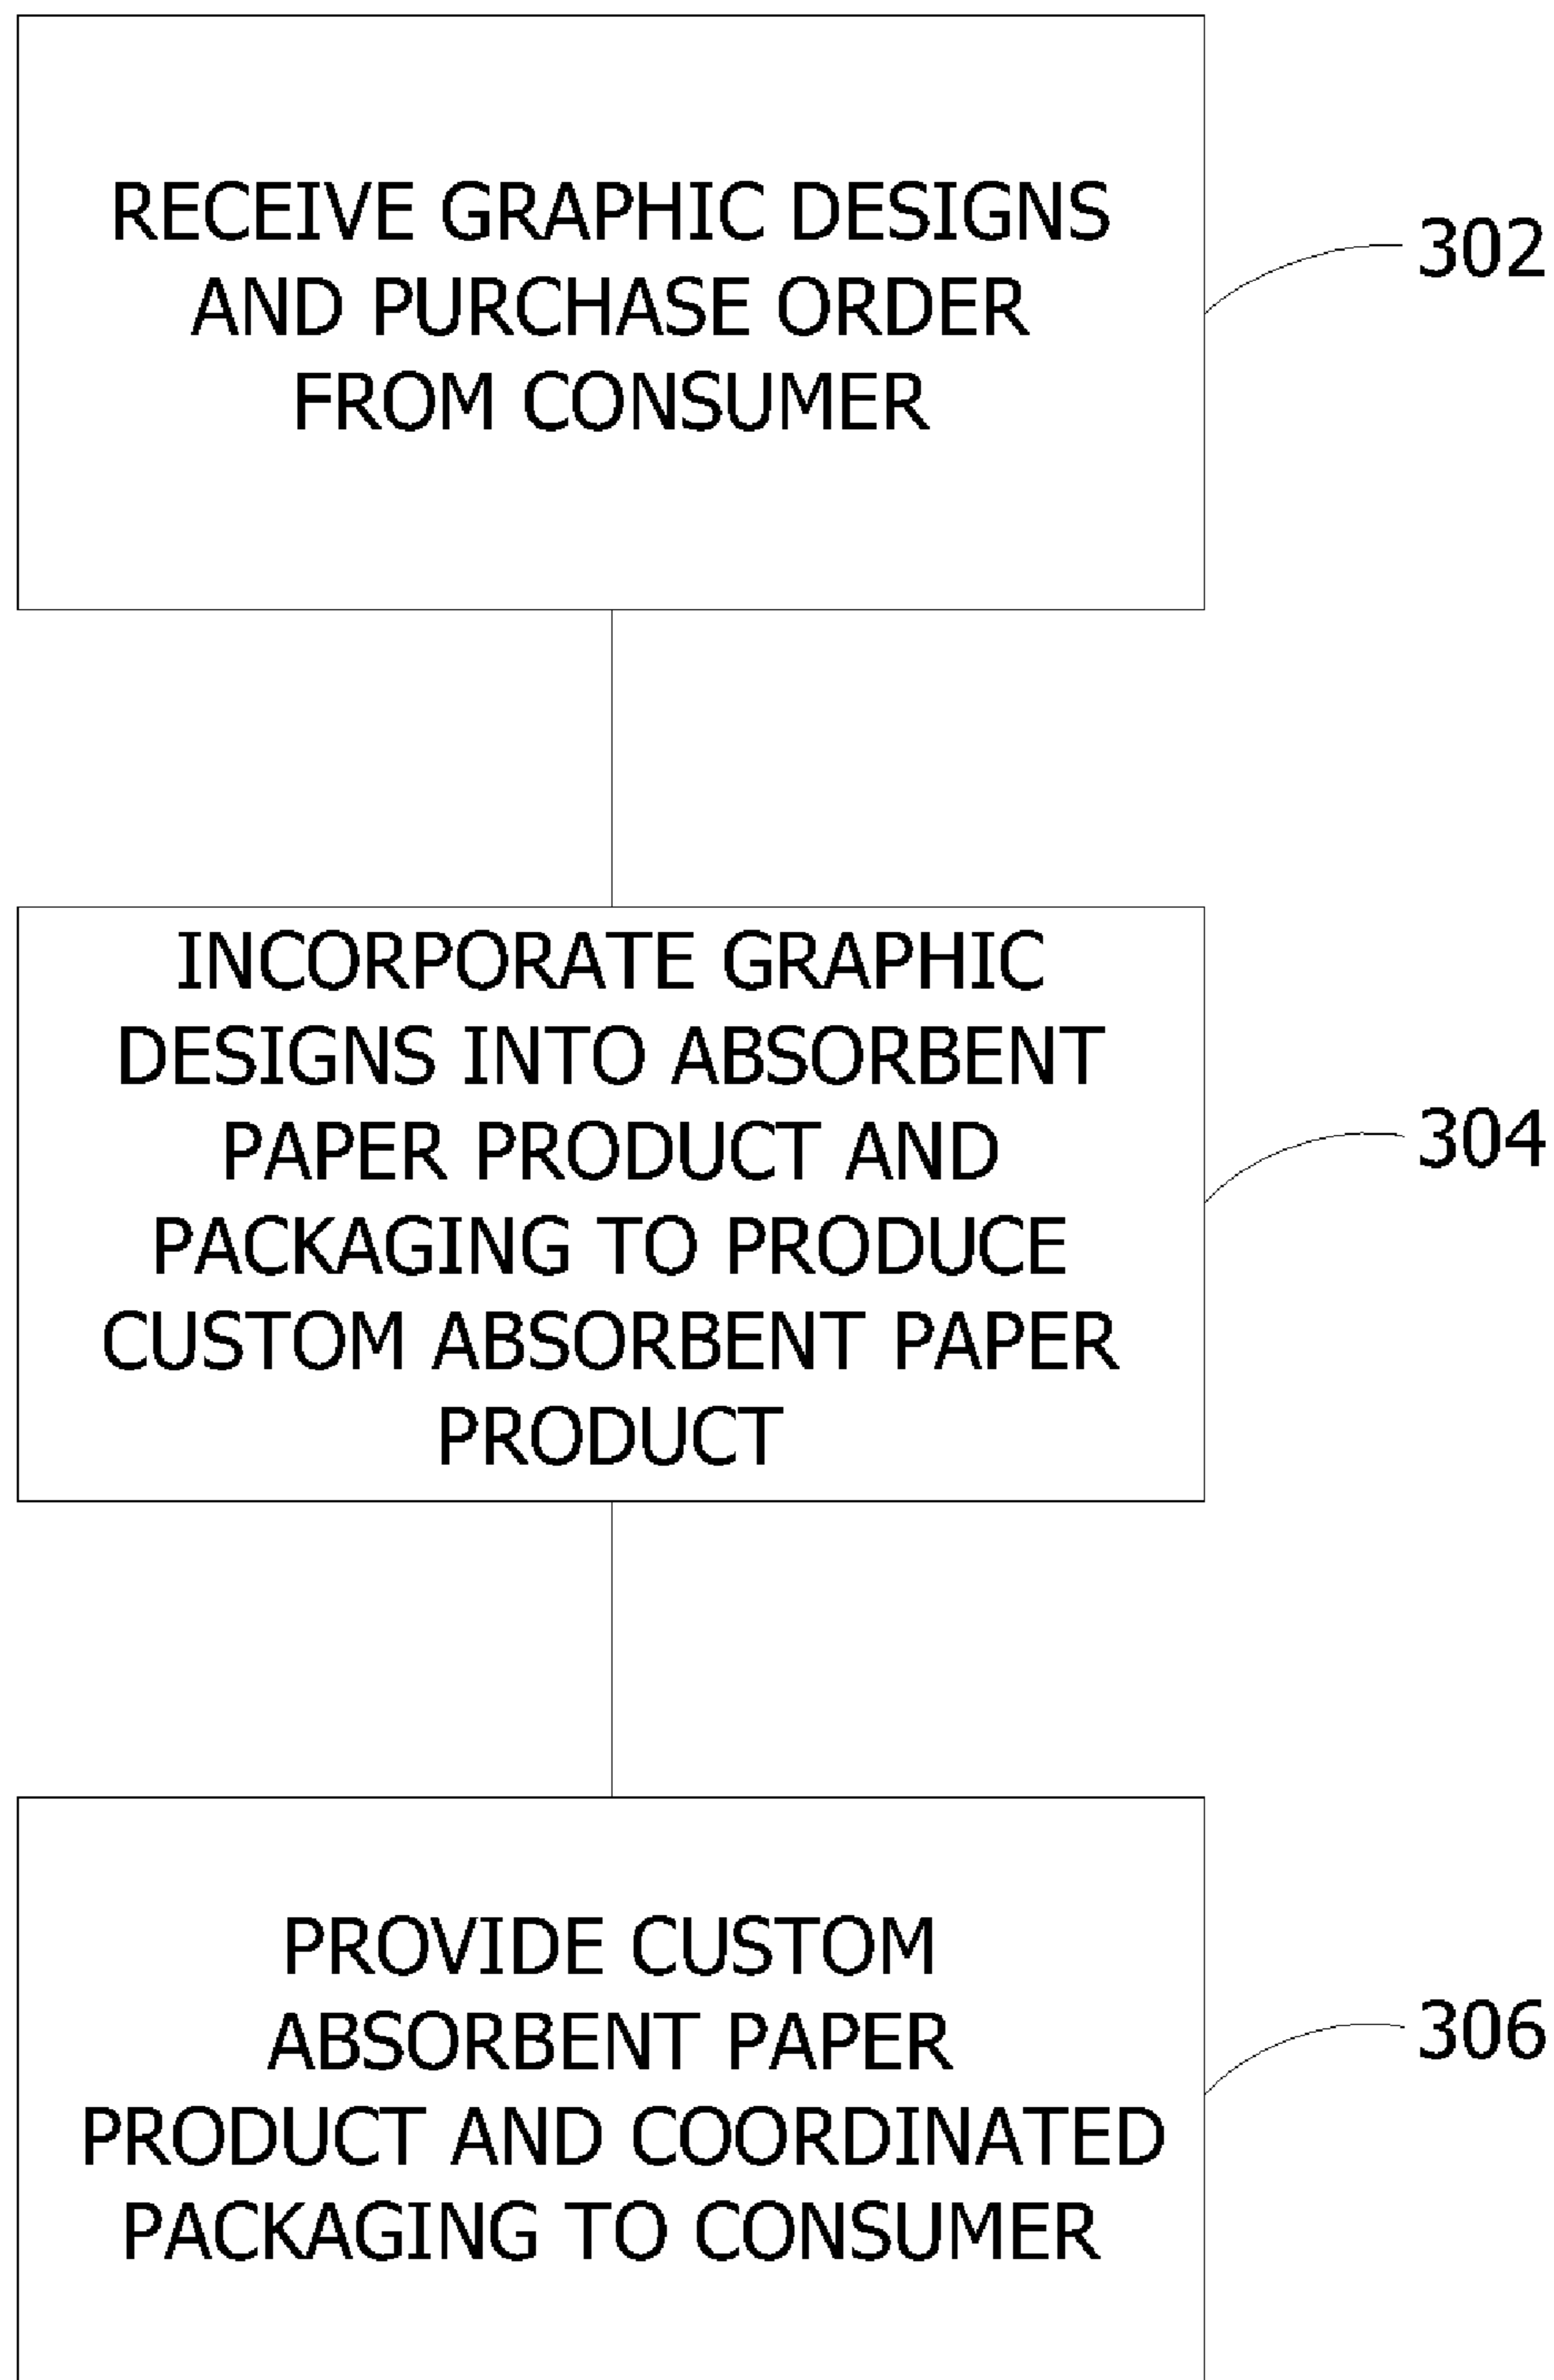 RECEIVE GRAPHIC DESIGNS
AND PURCHASE ORDER
FROM CONSUMER
302
INCORPORATE GRAPHIC
DESIGNS INTO ABSORBENT
PAPER PRODUCT AND
PACKAGING TO PRODUCE
CUSTOM ABSORBENT PAPER
PRODUCT
304
PROVIDE CUSTOM
ABSORBENT PAPER
PRODUCT AND COORDINATED
PACKAGING TO CONSUMER
306